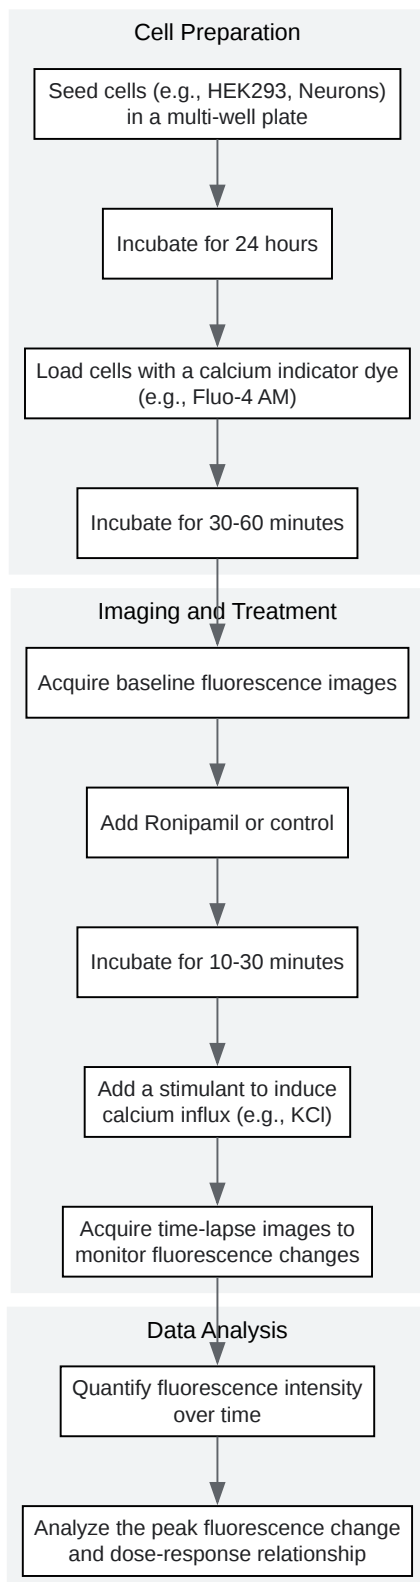 Cell Preparation
Seed cells (e.g., HEK293, Neurons)
in a multi-well plate
Incubate for 24 hours
Load cells with a calcium indicator dye
(e.g., Fluo-4 AM)
Incubate for 30-60 minutes
Imaging and Treatment
Acquire baseline fluorescence images
Add Ronipamil or control
Incubate for 10-30 minutes
Add a stimulant to induce
calcium influx (e.g., KCl)
Acquire time-lapse images to
monitor fluorescence changes
Data Analysis
Quantify fluorescence intensity
over time
Analyze the peak fluorescence change
and dose-response relationship